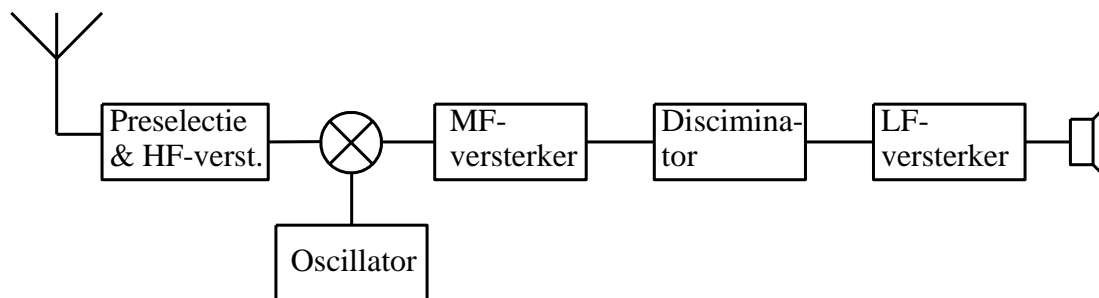 Preselectie
& HF-verst.
MF-
versterker
Discimina-
tor
LF-
versterker
Oscillator